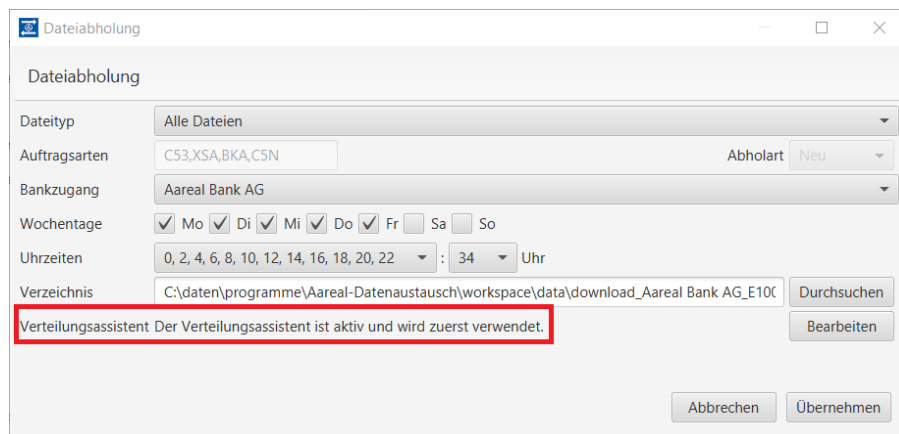 Dateiabholung
Dateiabholung
Dateityp Alle Dateien
Auftragsarten C53,XSA,BKA,C5N Abholart Neu
Bankzugang Aareal Bank AG
Wochentage Mo Di Mi Do Fr Sa So
Uhrzeiten 0, 2, 4, 6, 8, 10, 12, 14, 16, 18, 20, 22 : 34 Uhr
Verzeichnis C:\daten\programme\Aareal-Datenaustausch\workspace\data\download_Aareal Bank AG_E100 Durchsuchen
Verteilungsassistent Der Verteilungsassistent ist aktiv und wird zuerst verwendet. Bearbeiten
Abbrechen Übernehmen